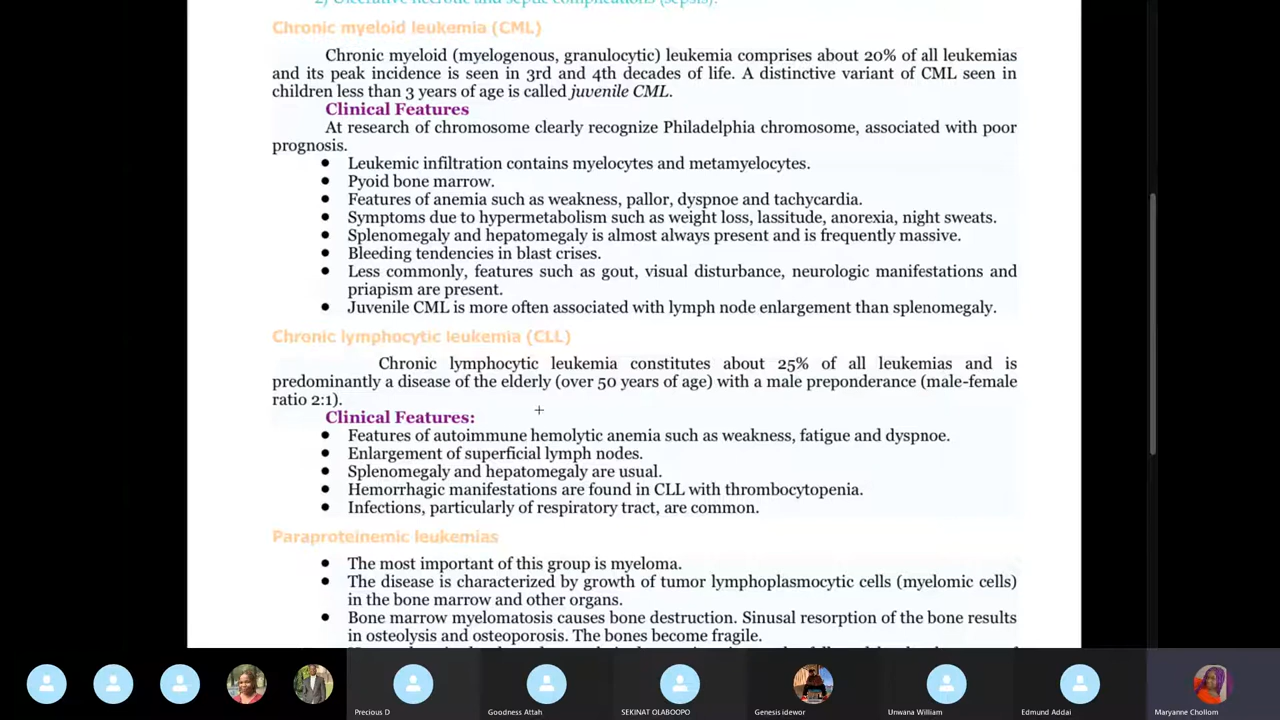 2) Ulcerative necrotic and septic complications (sepsis).
Chronic myeloid leukemia (CML)
Chronic myeloid (myelogenous, granulocytic) leukemia comprises about 20% of all leukemias
and its peak incidence is seen in 3rd and 4th decades of life. A distinctive variant of CML seen in
children less than 3 years of age is called juvenile CML.
Clinical Features
At research of chromosome clearly recognize Philadelphia chromosome, associated with poor
prognosis.
● Leukemic infiltration contains myelocytes and metamyelocytes.
● Pyoid bone marrow.
● Features of anemia such as weakness, pallor, dyspnoe and tachycardia.
● Symptoms due to hypermetabolism such as weight loss, lassitude, anorexia, night sweats.
● Splenomegaly and hepatomegaly is almost always present and is frequently massive.
● Bleeding tendencies in blast crises.
● Less commonly, features such as gout, visual disturbance, neurologic manifestations and
priapism are present.
● Juvenile CML is more often associated with lymph node enlargement than splenomegaly.
Chronic lymphocytic leukemia (CLL)
Chronic lymphocytic leukemia constitutes about 25% of all leukemias and is
predominantly a disease of the elderly (over 50 years of age) with a male preponderance (male-female
ratio 2:1).
Clinical Features:
● Features of autoimmune hemolytic anemia such as weakness, fatigue and dyspnoe.
● Enlargement of superficial lymph nodes.
● Splenomegaly and hepatomegaly are usual.
● Hemorrhagic manifestations are found in CLL with thrombocytopenia.
● Infections, particularly of respiratory tract, are common.
Paraproteinemic leukemias
● The most important of this group is myeloma.
● The disease is characterized by growth of tumor lymphoplasmocytic cells (myelomic cells)
in the bone marrow and other organs.
● Bone marrow myelomatosis causes bone destruction. Sinusal resorption of the bone results
in osteolysis and osteoporosis. The bones become fragile.
Precious D
Goodness Attah
SEKINAT OLABOOPO
Genesis idewor
Unwana William
Edmund Addai
Maryanne Chollom